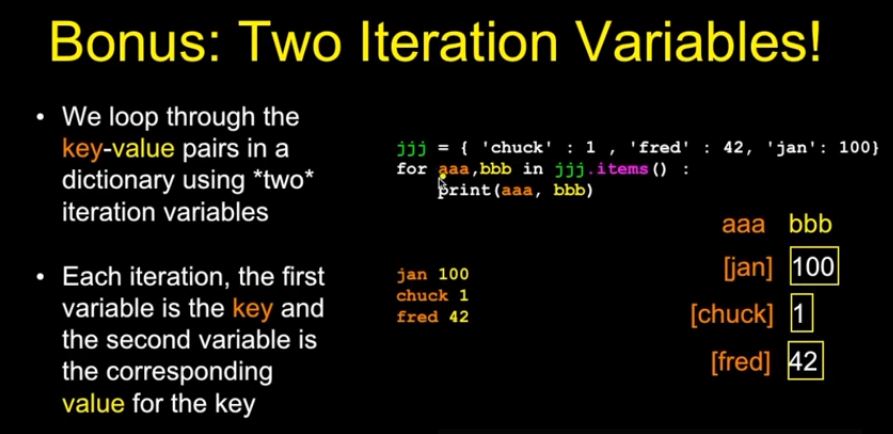 Bonus: Two Iteration Variables!
• We loop through the
key-value pairs in a
dictionary using *two*
iteration variables
• Each iteration, the first
variable is the key and
the second variable is
the corresponding
value for the key
jjj = { 'chuck' : 1 , 'fred' : 42, 'jan': 100}
for aaa,bbb in jjj.items() :
print(aaa, bbb)
jan 100
chuck 1
fred 42
aaa bbb
[jan] 100
[chuck] 1
[fred] 42